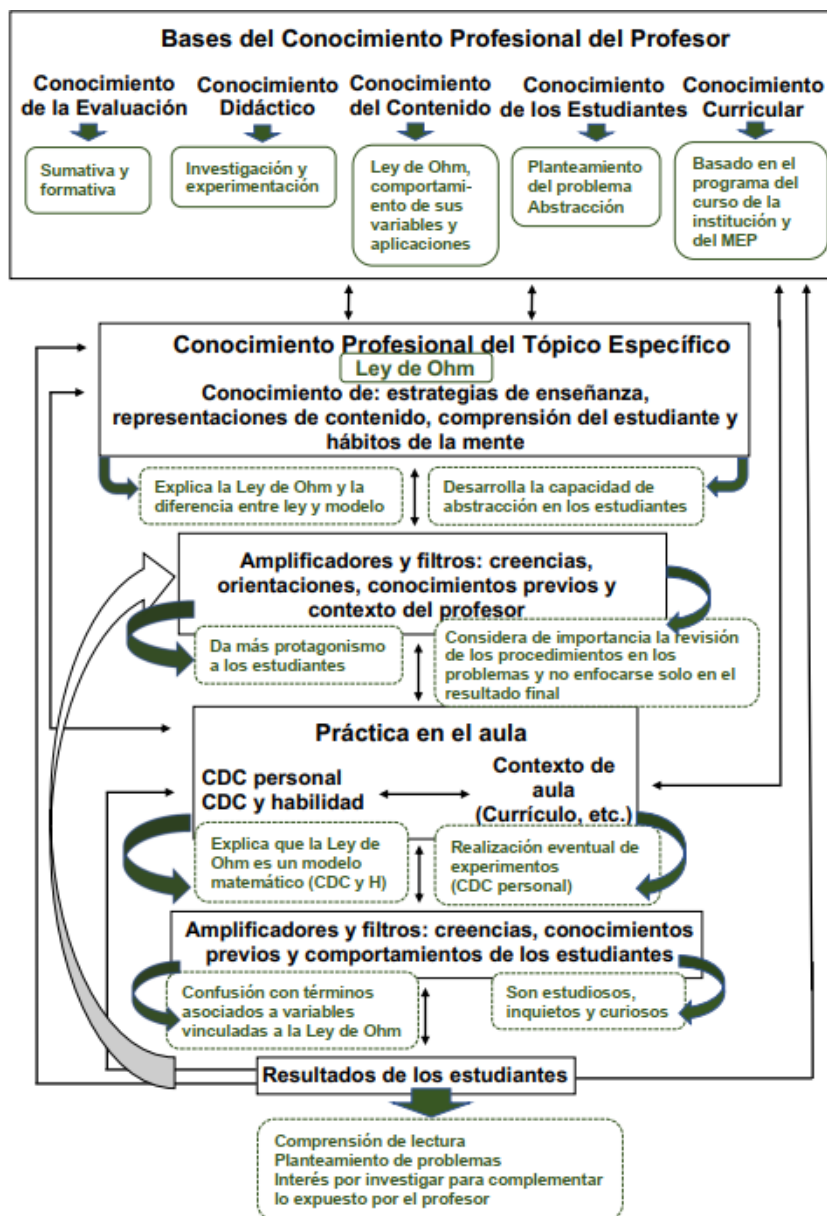 Bases del Conocimiento Profesional del Profesor
Conocimiento
de la Evaluación
Conocimiento
Didáctico
Conocimiento
del Contenido
Conocimiento
de los Estudiantes
Conocimiento
Curricular
Sumativa y
formativa
Investigación y
experimentación
Ley de Ohm,
comportami-
ento de sus
variables y
aplicaciones
Planteamiento
del problema
Abstracción
Basado en el
programa del
curso de la
institución y
del MEP
Conocimiento Profesional del Tópico Específico
Ley de Ohm
Conocimiento de: estrategias de enseñanza,
representaciones de contenido, comprensión del estudiante y
hábitos de la mente
Explica la Ley de Ohm y la
diferencia entre ley y modelo
Desarrolla la capacidad de
abstracción en los estudiantes
Amplificadores y filtros: creencias,
orientaciones, conocimientos previos y
contexto del profesor
Da más protagonismo
a los estudiantes
Considera de importancia la revisión
de los procedimientos en los
problemas y no enfocarse solo en el
resultado final
Práctica en el aula
CDC personal
CDC y habilidad
Contexto de
aula
(Currículo, etc.)
Explica que la Ley de
Ohm es un modelo
matemático (CDC y H)
Realización eventual de
experimentos
(CDC personal)
Amplificadores y filtros: creencias, conocimientos
previos y comportamientos de los estudiantes
Confusión con términos
asociados a variables
vinculadas a la Ley de Ohm
Son estudiosos,
inquietos y curiosos
Resultados de los estudiantes
Comprensión de lectura
Planteamiento de problemas
Interés por investigar para complementar
lo expuesto por el profesor